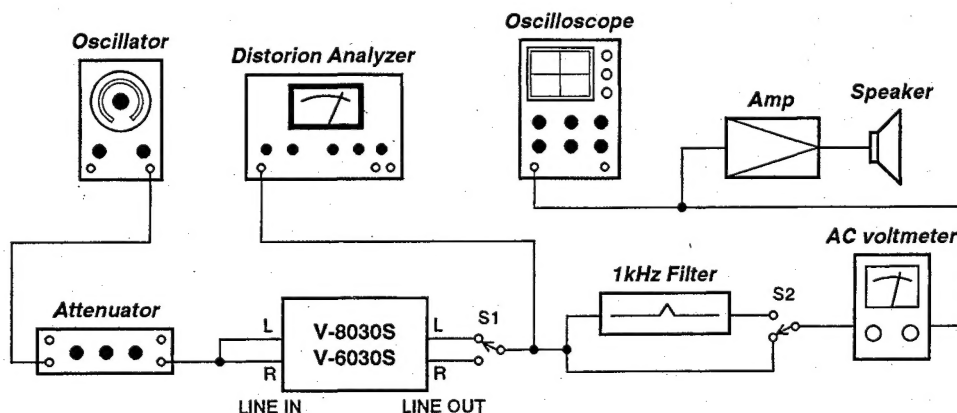 Oscillator
Distorion Analyzer
Oscilloscope
Amp
Speaker
AC voltmeter
1kHz Filter
S2
Attenuator
L
V-8030S
L
S1
V-6030S
R
R
LINE IN
LINE OUT